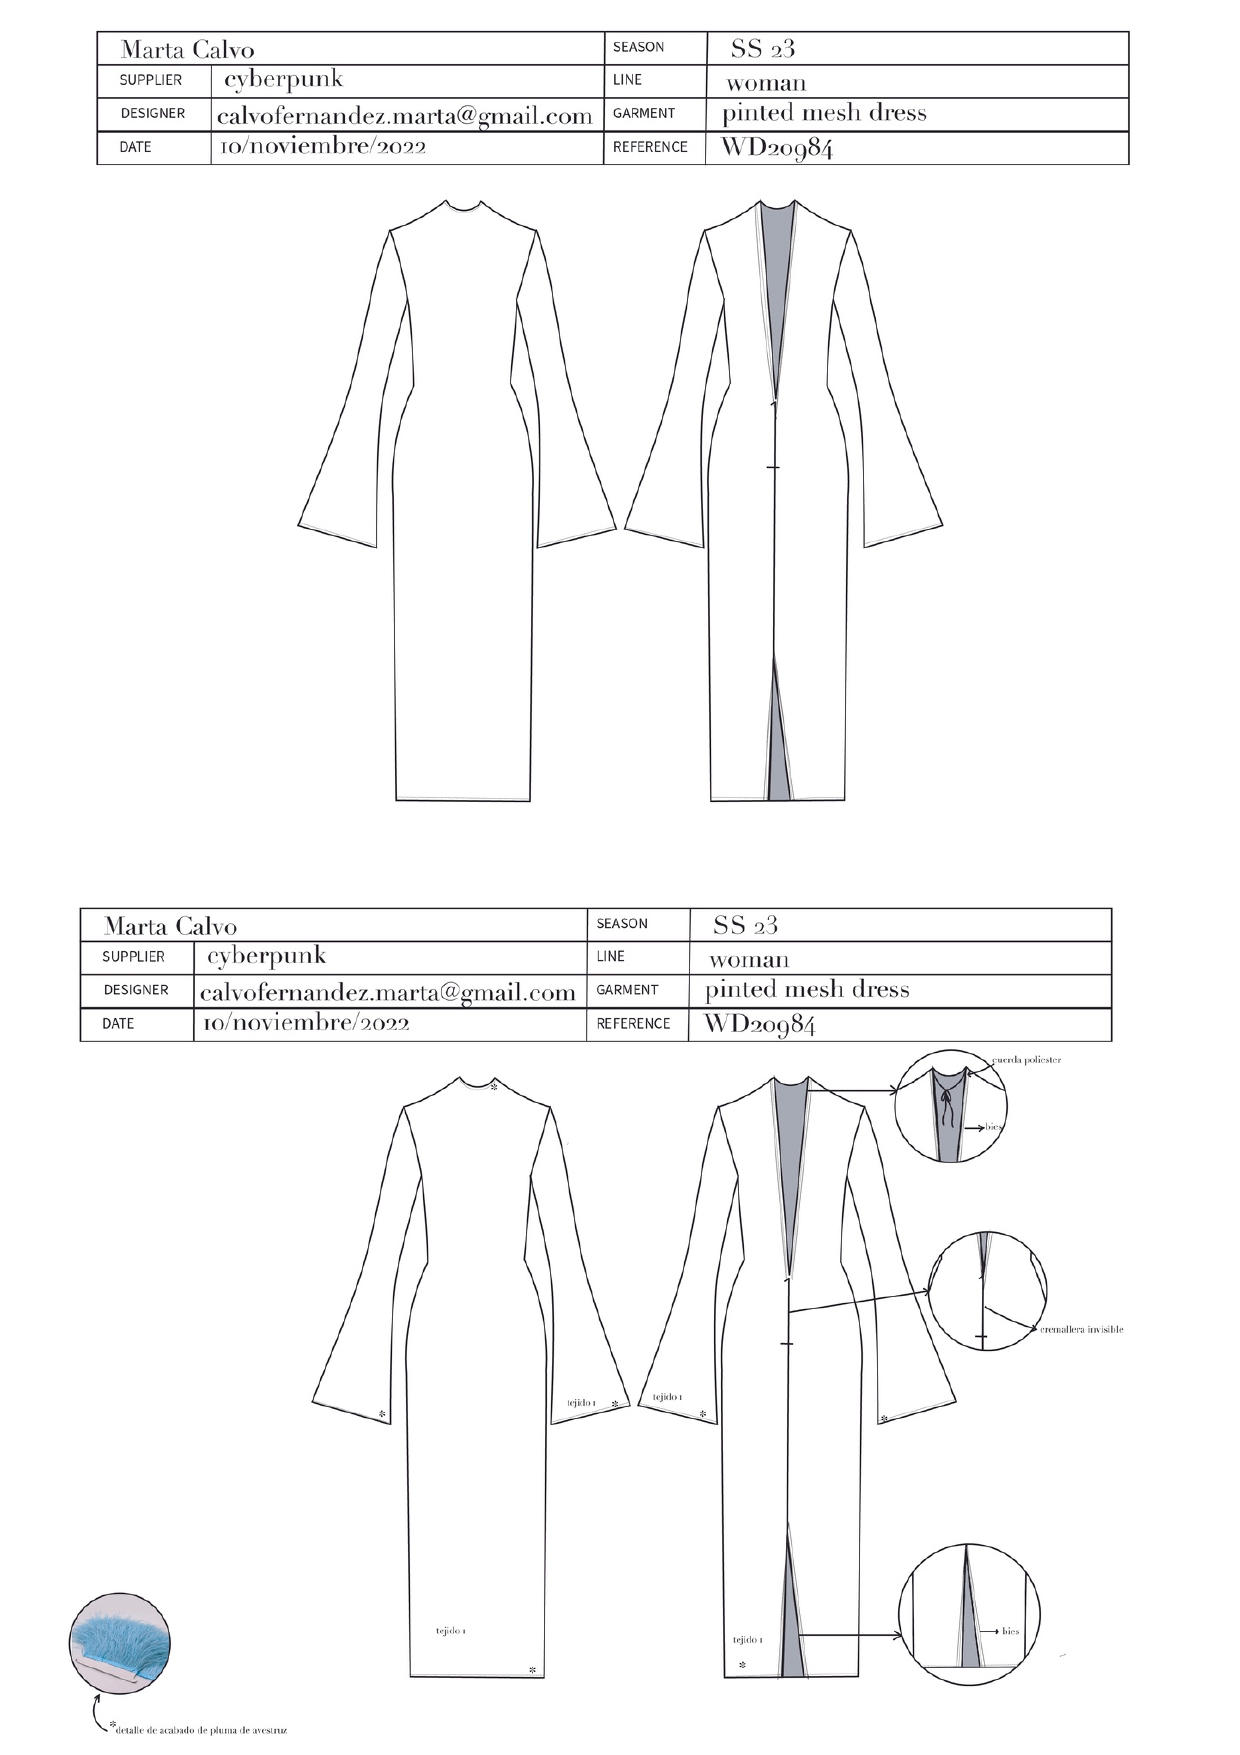 Marta Calvo SEASON SS 23
SUPPLIER cyberpunk LINE woman
DESIGNER calvofernandez.marta@gmail.com GARMENT pinted mesh dress
DATE 10/noviembre/2022 REFERENCE WD20984
Marta Calvo SEASON SS 23
SUPPLIER cyberpunk LINE woman
DESIGNER calvofernandez.marta@gmail.com GARMENT pinted mesh dress
DATE 10/noviembre/2022 REFERENCE WD20984
cuerda poliester
*
bies
cremallera invisible
tejido 1 *
tejido 1
* * *
tejido 1
tejido 1
bies
* *
*detalle de acabado de pluma de avestruz